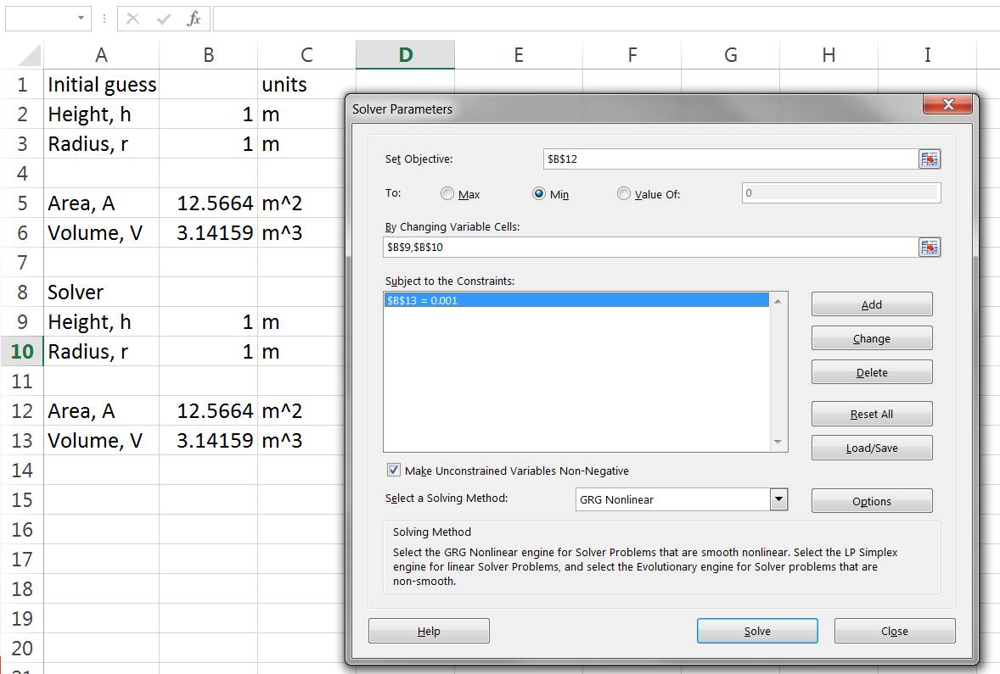 fx
A B C D E F G H I
1 Initial guess units
2 Height, h 1 m
3 Radius, r 1 m
4
5 Area, A 12.5664 m^2
6 Volume, V 3.14159 m^3
7
8 Solver
9 Height, h 1 m
10 Radius, r 1 m
11
12 Area, A 12.5664 m^2
13 Volume, V 3.14159 m^3
14
15
16
17
18
19
20
21
Solver Parameters
Set Objective: $B$12
To: Max Min Value Of: 0
By Changing Variable Cells:
$B$9,$B$10
Subject to the Constraints:
$B$13 = 0.001
Add
Change
Delete
Reset All
Load/Save
Make Unconstrained Variables Non-Negative
Select a Solving Method: GRG Nonlinear Options
Solving Method
Select the GRG Nonlinear engine for Solver Problems that are smooth nonlinear. Select the LP Simplex
engine for linear Solver Problems, and select the Evolutionary engine for Solver problems that are
non-smooth.
Help Solve Close